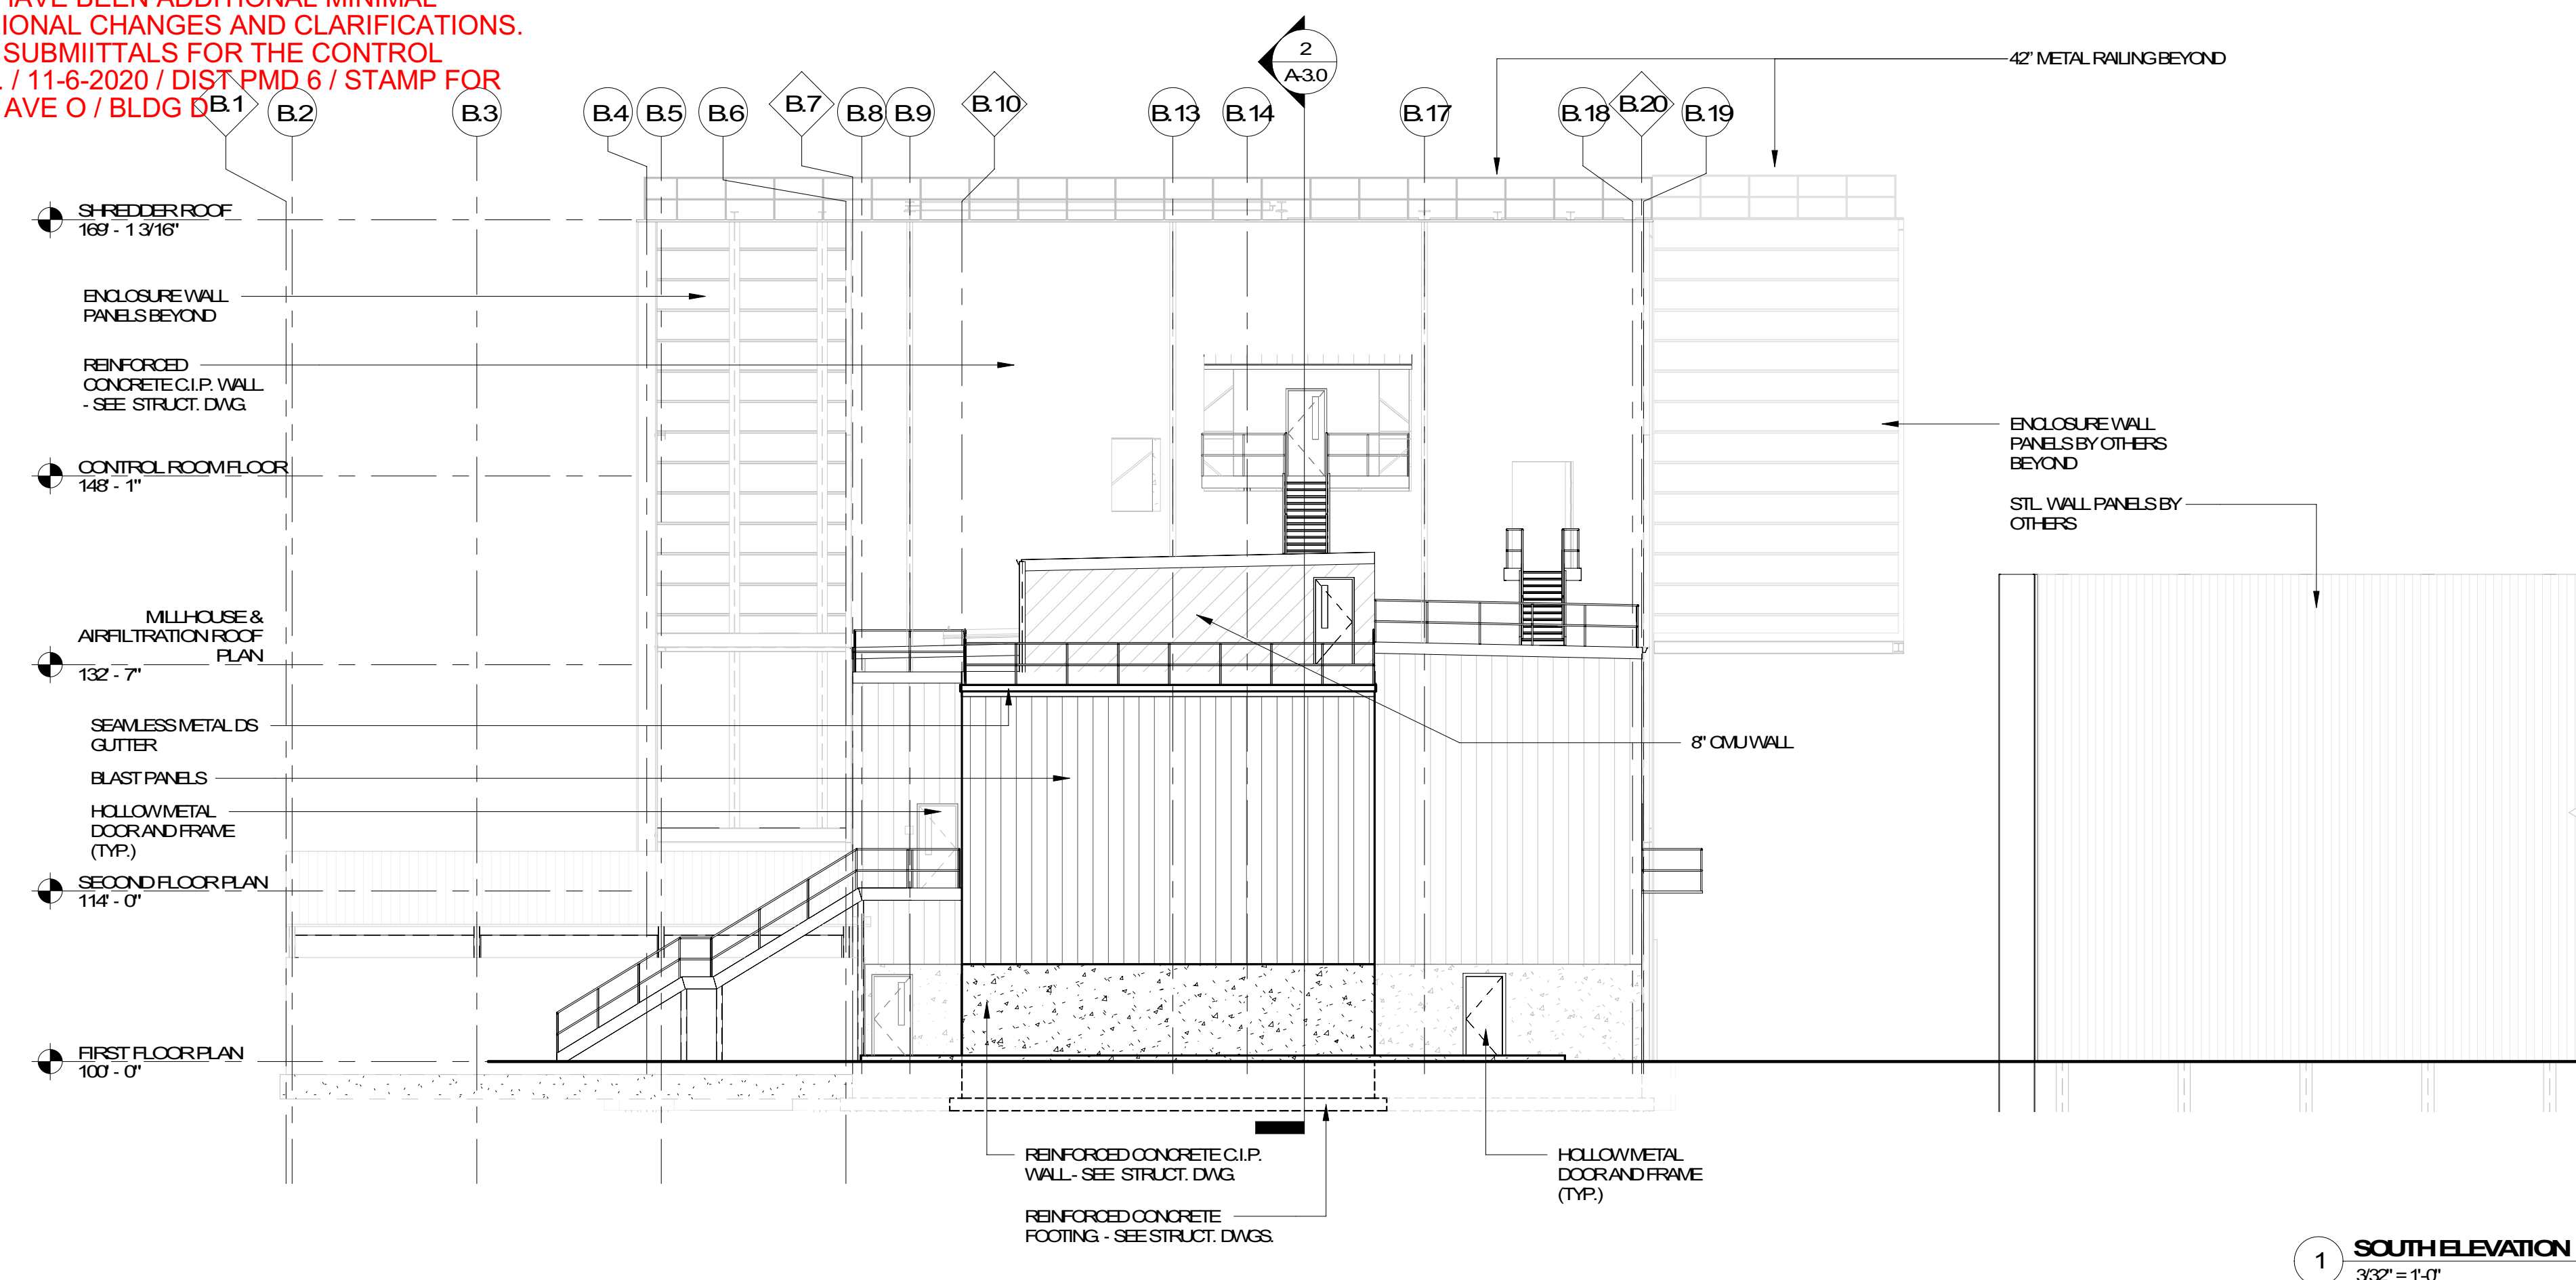 HAVE BEEN ADDITIONAL MINIMAL
IONAL CHANGES AND CLARIFICATIONS.
SUBMIITTALS FOR THE CONTROL
. / 11-6-2020 / DIST PMD 6 / STAMP FOR
AVE O / BLDG D
2
A-3.0
42" METAL RAILING BEYOND
B.1
B.2
B.3
B.4
B.5
B.6
B.7
B.8
B.9
B.10
B.13
B.14
B.17
B.18
B.20
B.19
SHREDDER ROOF
169' - 1 3/16"
ENCLOSURE WALL
PANELS BEYOND
REINFORCED
CONCRETE C.I.P. WALL
- SEE STRUCT. DWG.
CONTROL ROOM FLOOR
148' - 1"
ENCLOSURE WALL
PANELS BY OTHERS
BEYOND
STL. WALL PANELS BY
OTHERS
MILLHOUSE &
AIRFILTRATION ROOF
PLAN
132' - 7"
SEAMLESS METAL DS
GUTTER
8" CMU WALL
BLAST PANELS
HOLLOW METAL
DOOR AND FRAME
(TYP.)
SECOND FLOOR PLAN
114' - 0"
FIRST FLOOR PLAN
100' - 0"
REINFORCED CONCRETE C.I.P.
WALL - SEE STRUCT. DWG.
HOLLOW METAL
DOOR AND FRAME
(TYP.)
REINFORCED CONCRETE
FOOTING. - SEE STRUCT. DWGS.
1
SOUTH ELEVATION
3/32" = 1'-0"